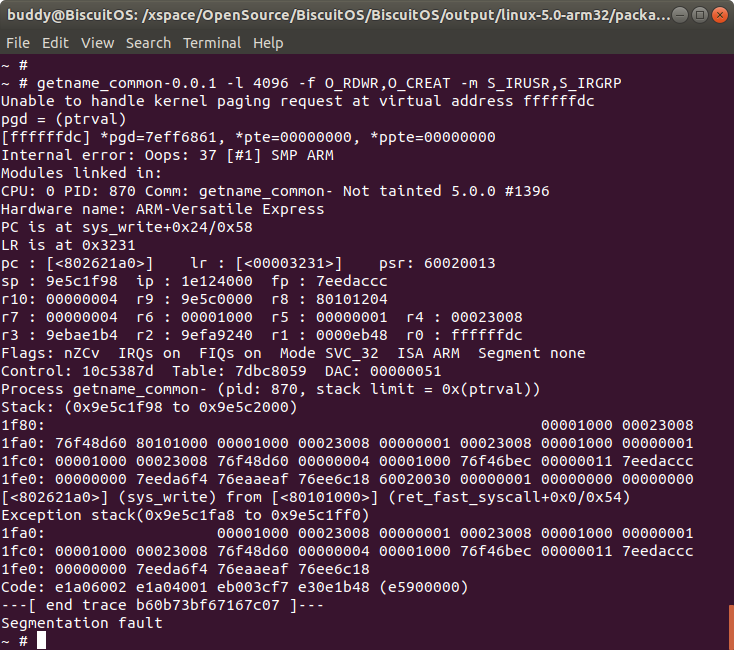 buddy@BiscuitOS: /xspace/OpenSource/BiscuitOS/BiscuitOS/output/linux-5.0-arm32/packa...
File Edit View Search Terminal Help
~ #
~ # getname_common-0.0.1 -l 4096 -f O_RDWR,O_CREAT -m S_IRUSR,S_IRGRP
Unable to handle kernel paging request at virtual address ffffffdc
pgd = (ptrval)
[ffffffdc] *pgd=7eff6861, *pte=00000000, *ppte=00000000
Internal error: Oops: 37 [#1] SMP ARM
Modules linked in:
CPU: 0 PID: 870 Comm: getname_common- Not tainted 5.0.0 #1396
Hardware name: ARM-Versatile Express
PC is at sys_write+0x24/0x58
LR is at 0x3231
pc : [<802621a0>]    lr : [<00003231>]    psr: 60020013
sp : 9e5c1f98  ip : 1e124000  fp : 7eedaccc
r10: 00000004  r9 : 9e5c0000  r8 : 80101204
r7 : 00000004  r6 : 00001000  r5 : 00000001  r4 : 00023008
r3 : 9ebae1b4  r2 : 9efa9240  r1 : 0000eb48  r0 : ffffffdc
Flags: nZCv  IRQs on  FIQs on  Mode SVC_32  ISA ARM  Segment none
Control: 10c5387d  Table: 7dbc8059  DAC: 00000051
Process getname_common- (pid: 870, stack limit = 0x(ptrval))
Stack: (0x9e5c1f98 to 0x9e5c2000)
1f80:                                                       00001000 00023008
1fa0: 76f48d60 80101000 00001000 00023008 00000001 00023008 00001000 00000001
1fc0: 00001000 00023008 76f48d60 00000004 00001000 76f46bec 00000011 7eedaccc
1fe0: 00000000 7eeda6f4 76eaaeaf 76ee6c18 60020030 00000001 00000000 00000000
[<802621a0>] (sys_write) from [<80101000>] (ret_fast_syscall+0x0/0x54)
Exception stack(0x9e5c1fa8 to 0x9e5c1ff0)
1fa0:                   00001000 00023008 00000001 00023008 00001000 00000001
1fc0: 00001000 00023008 76f48d60 00000004 00001000 76f46bec 00000011 7eedaccc
1fe0: 00000000 7eeda6f4 76eaaeaf 76ee6c18
Code: e1a06002 e1a04001 eb003cf7 e30e1b48 (e5900000)
---[ end trace b60b73bf67167c07 ]---
Segmentation fault
~ #